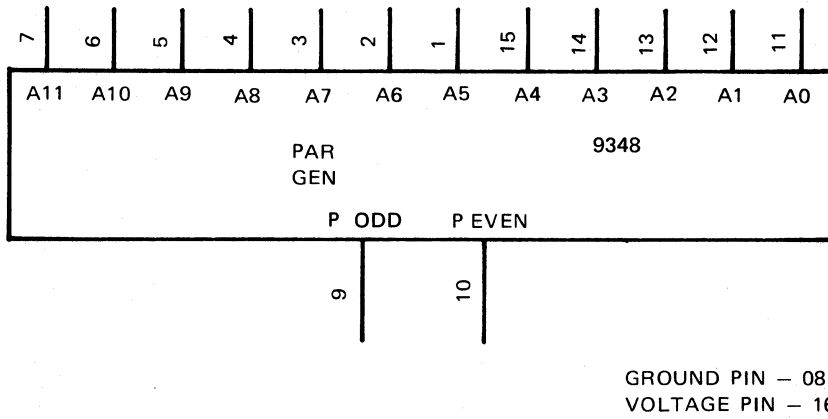 7 6 5 4 3 2 1 15 14 13 12 11
A11 A10 A9 A8 A7 A6 A5 A4 A3 A2 A1 A0
PAR 9348
GEN
P ODD P EVEN
9 10
GROUND PIN – 08
VOLTAGE PIN – 16